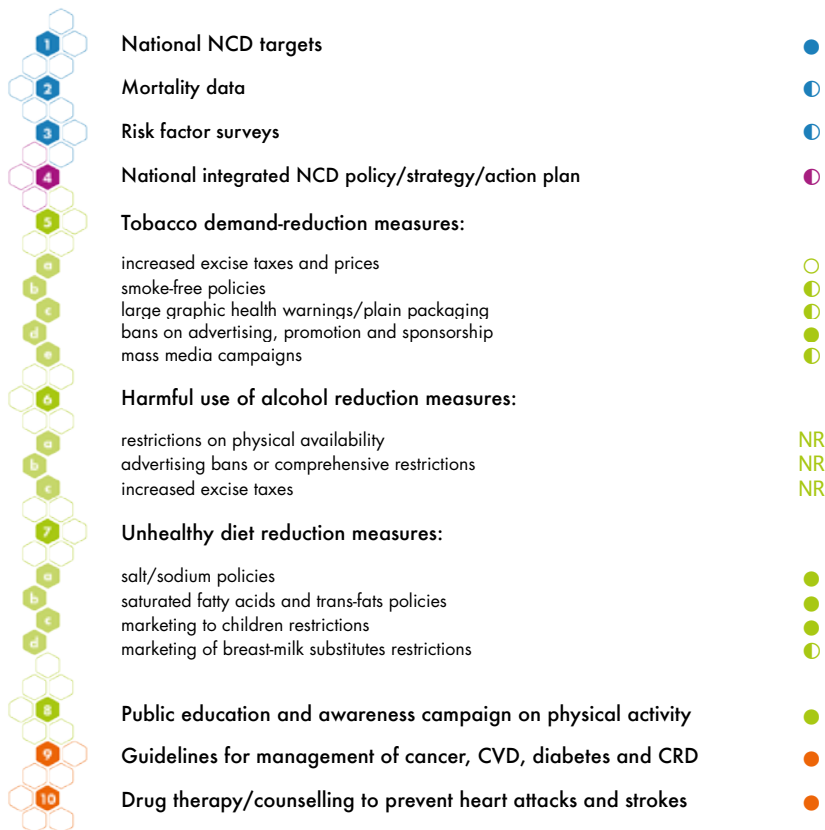 1 National NCD targets
2 Mortality data
3 Risk factor surveys
4 National integrated NCD policy/strategy/action plan
5 Tobacco demand-reduction measures:
a increased excise taxes and prices
b smoke-free policies
c large graphic health warnings/plain packaging
d bans on advertising, promotion and sponsorship
e mass media campaigns
6 Harmful use of alcohol reduction measures:
a restrictions on physical availability NR
b advertising bans or comprehensive restrictions NR
c increased excise taxes NR
7 Unhealthy diet reduction measures:
a salt/sodium policies
b saturated fatty acids and trans-fats policies
c marketing to children restrictions
d marketing of breast-milk substitutes restrictions
8 Public education and awareness campaign on physical activity
9 Guidelines for management of cancer, CVD, diabetes and CRD
10 Drug therapy/counselling to prevent heart attacks and strokes